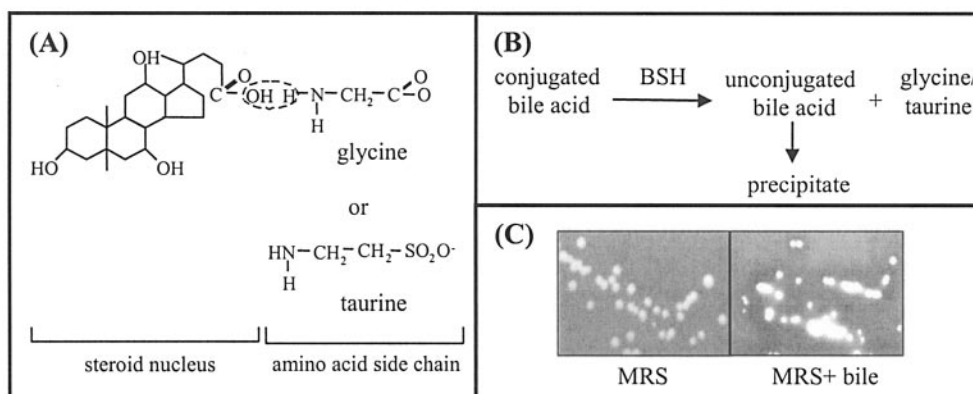 (A)
OH
O
C
OH H
N
H
CH₂
C
O
O
HO
OH
glycine
or
HN
H
CH₂
CH₂
SO₂O⁻
taurine
steroid nucleus
amino acid side chain
(B)
conjugated
bile acid
BSH
unconjugated
bile acid
+
glycine/
taurine
precipitate
(C)
MRS
MRS+ bile